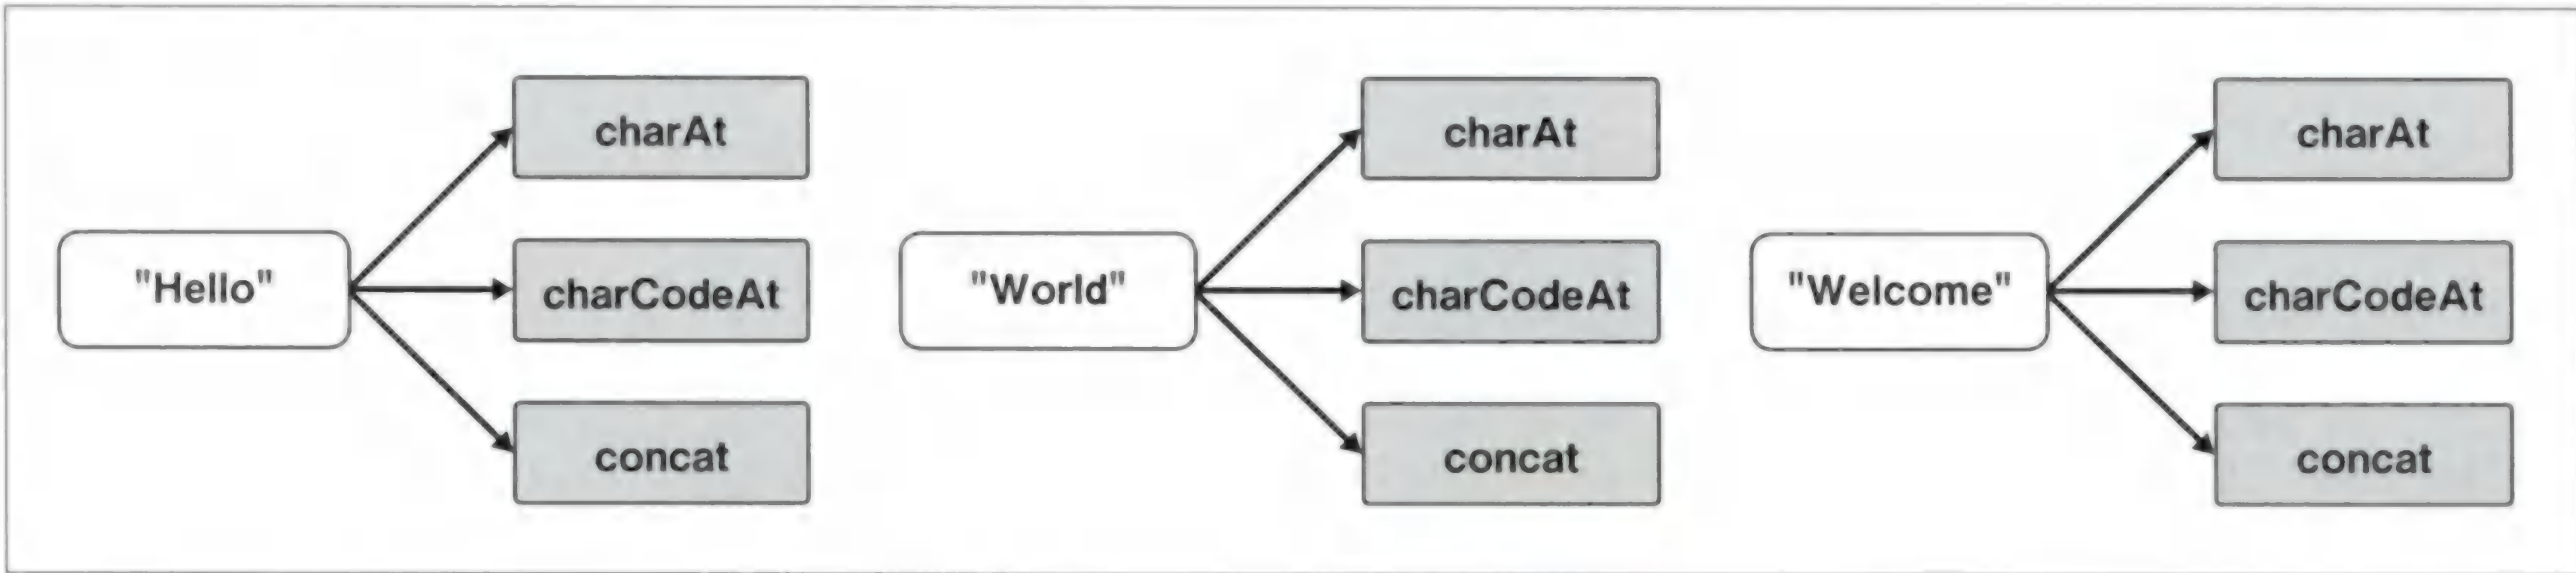 "Hello"
charAt
charCodeAt
concat
"World"
charAt
charCodeAt
concat
"Welcome"
charAt
charCodeAt
concat